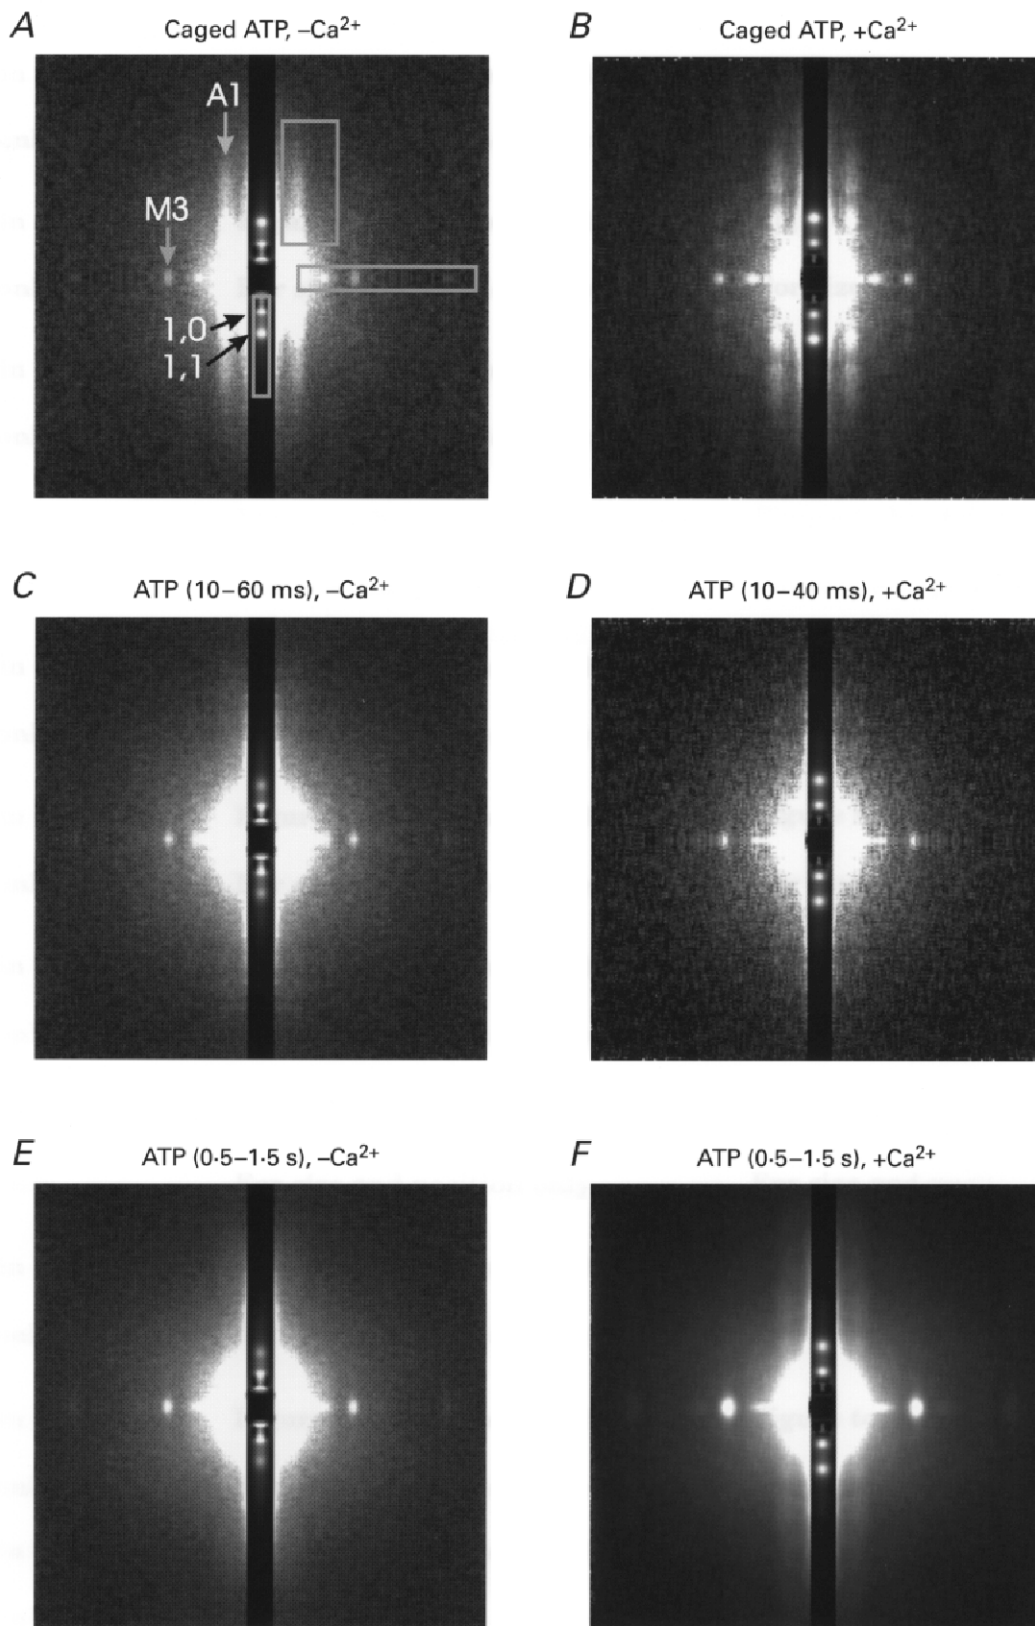 A Caged ATP, –Ca2+
B Caged ATP, +Ca2+
A1
M3
1,0
1,1
C ATP (10–60 ms), –Ca2+
D ATP (10–40 ms), +Ca2+
E ATP (0·5–1·5 s), –Ca2+
F ATP (0·5–1·5 s), +Ca2+